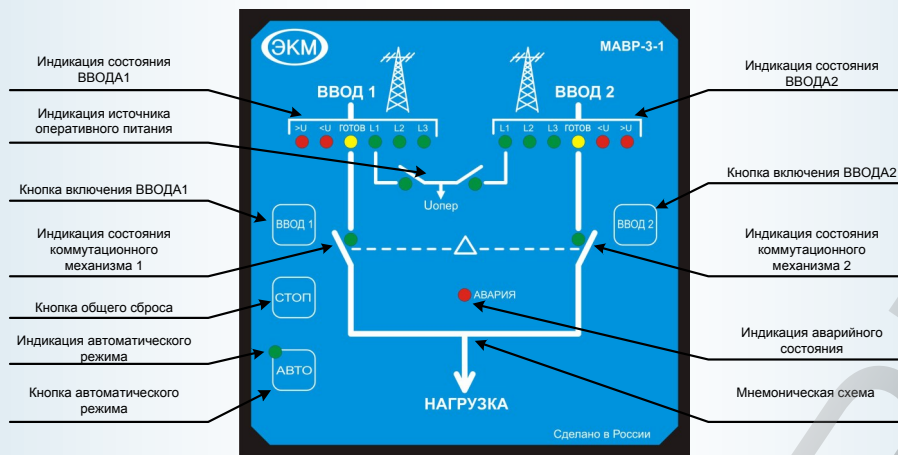 ЭКМ
МАВР-3-1
ВВОД 1
ВВОД 2
>U <U ГОТОВ L1 L2 L3
L1 L2 L3 ГОТОВ <U >U
Uопер
ВВОД 1
ВВОД 2
СТОП
АВАРИЯ
АВТО
НАГРУЗКА
Сделано в России
Индикация состояния
ВВОДА1
Индикация источника
оперативного питания
Кнопка включения ВВОДА1
Индикация состояния
коммутационного
механизма 1
Кнопка общего сброса
Индикация автоматического
режима
Кнопка автоматического
режима
Индикация состояния
ВВОДА2
Кнопка включения ВВОДА2
Индикация состояния
коммутационного
механизма 2
Индикация аварийного
состояния
Мнемоническая схема